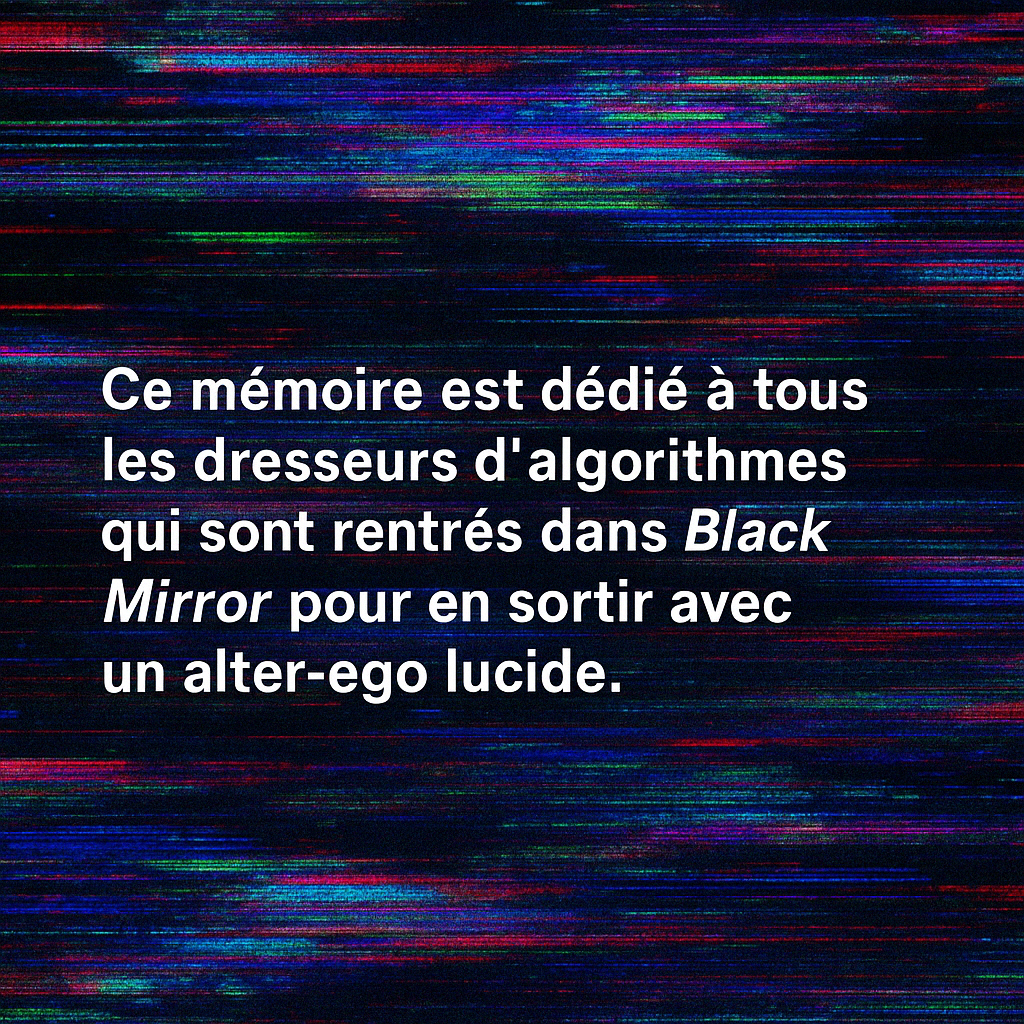 Ce mémoire est dédié à tous
les dresseurs d'algorithmes
qui sont rentrés dans Black
Mirror pour en sortir avec
un alter-ego lucide.